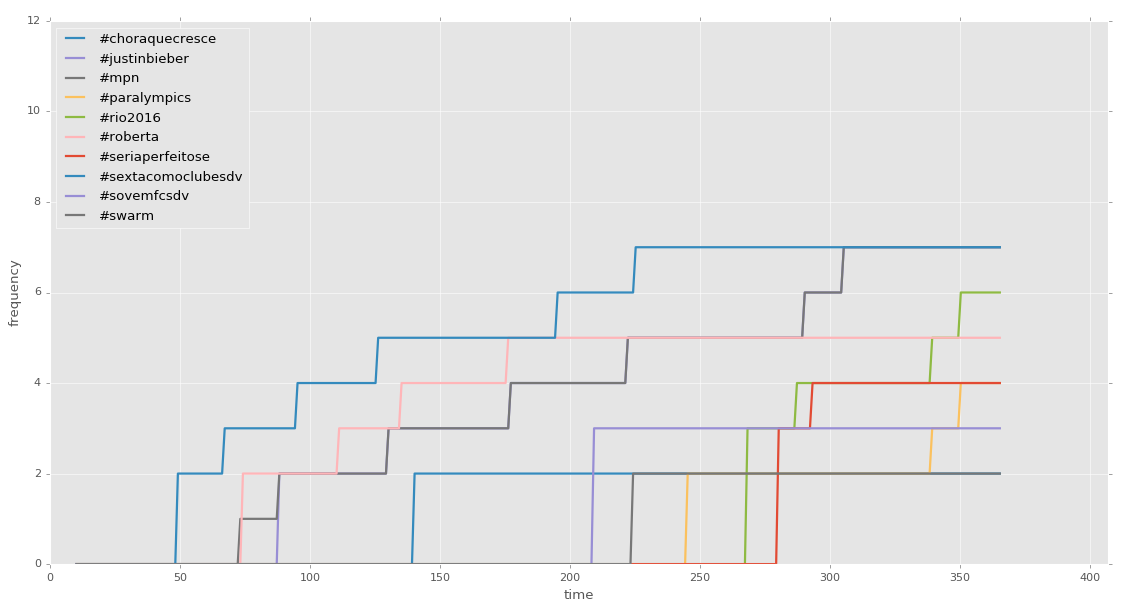 12
10
8
6
4
2
0
frequency
#choraquecresce
#justinbieber
#mpn
#paralympics
#rio2016
#roberta
#seriaperfeitose
#sextacomoclubesdv
#sovemfcsdv
#swarm
0 50 100 150 200 250 300 350 400
time